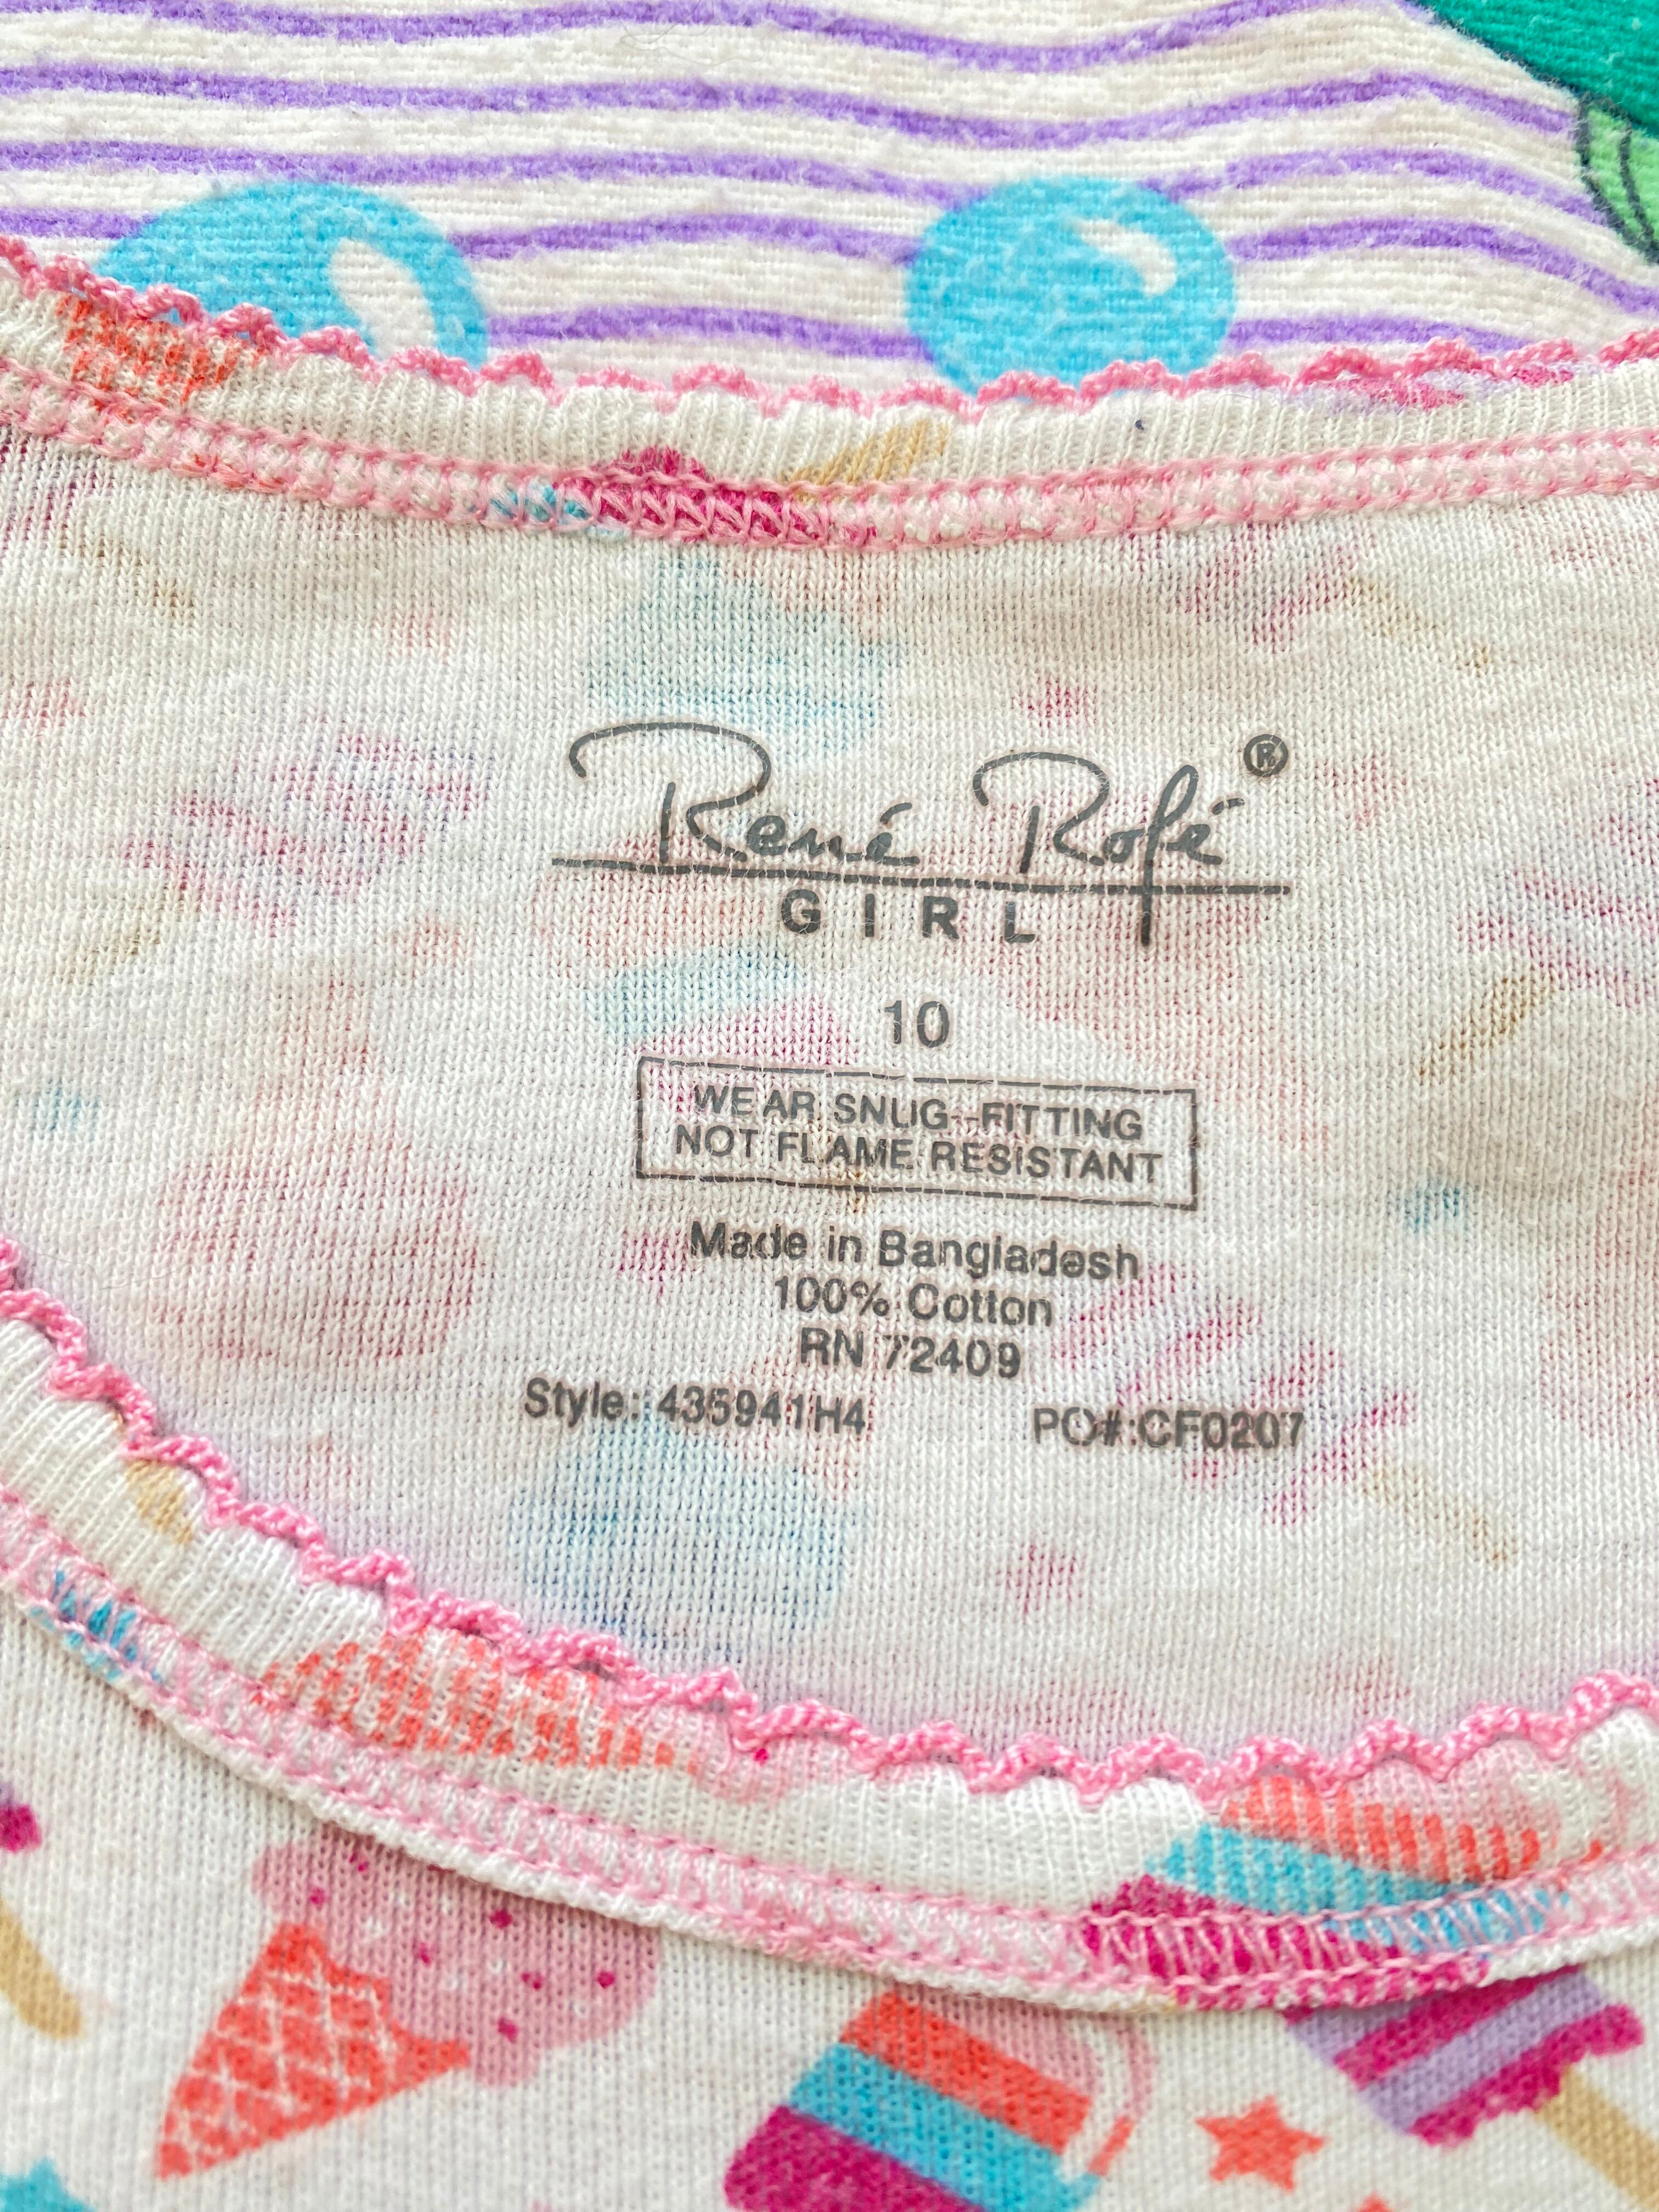 René Rofé ®
GIRL
10
WEAR SNUG-FITTING
NOT FLAME RESISTANT
Made in Bangladesh
100% Cotton
RN 72409
Style: 435941H4 PO#:CF0207